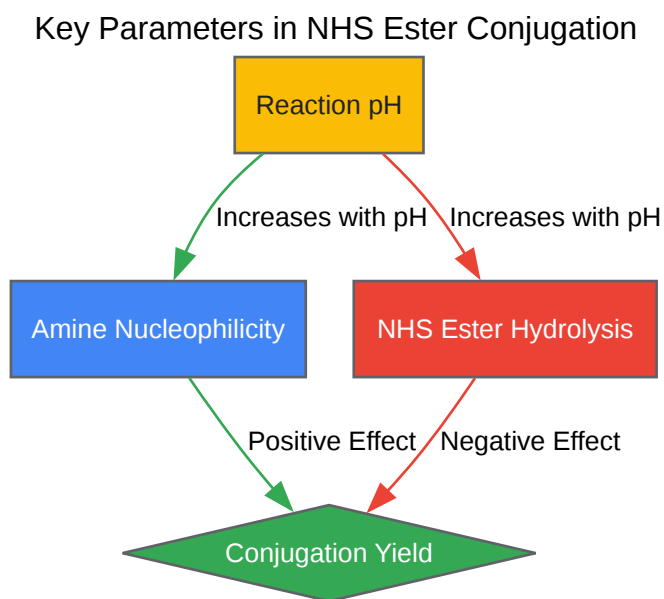 Key Parameters in NHS Ester Conjugation
Reaction pH
Increases with pH
Increases with pH
Amine Nucleophilicity
NHS Ester Hydrolysis
Positive Effect
Negative Effect
Conjugation Yield